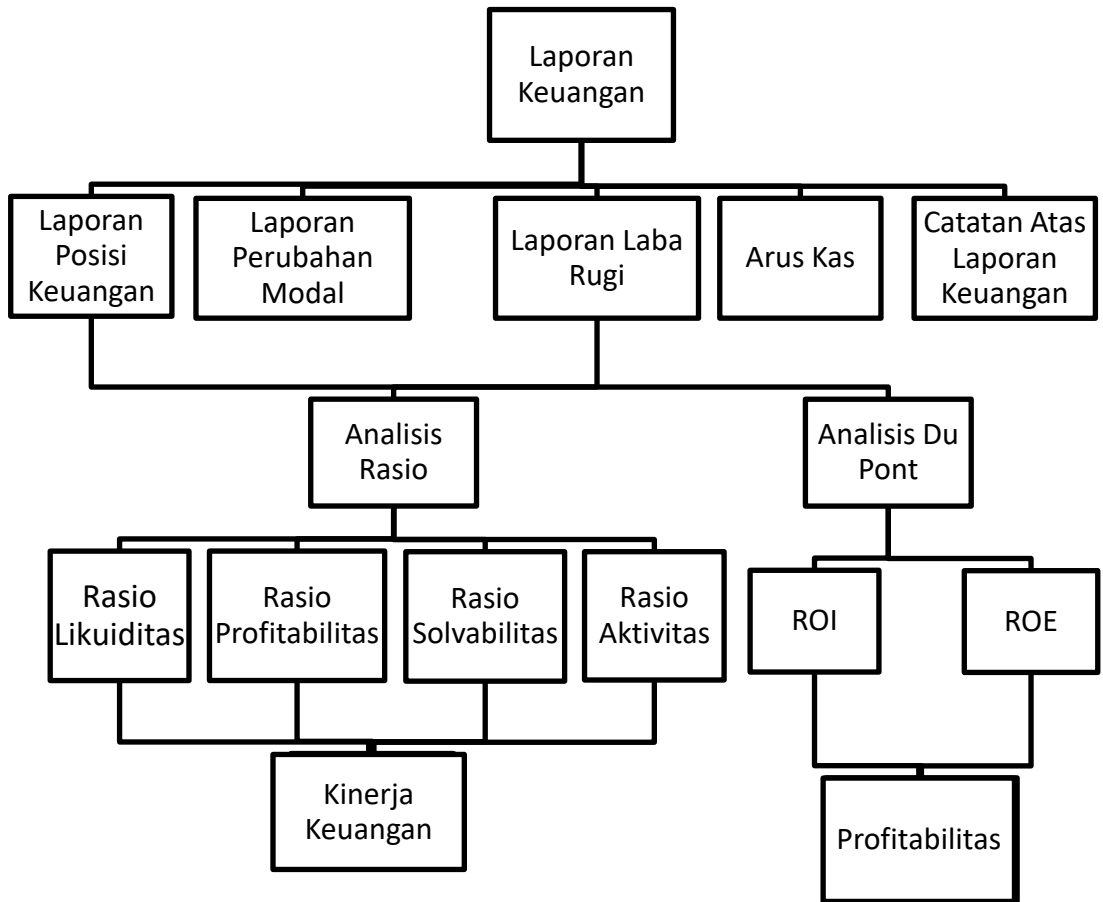 Laporan
Keuangan
Laporan
Posisi
Keuangan
Laporan
Perubahan
Modal
Laporan Laba
Rugi
Arus Kas
Catatan Atas
Laporan
Keuangan
Analisis
Rasio
Analisis Du
Pont
Rasio
Likuiditas
Rasio
Profitabilitas
Rasio
Solvabilitas
Rasio
Aktivitas
ROI
ROE
Kinerja
Keuangan
Profitabilitas